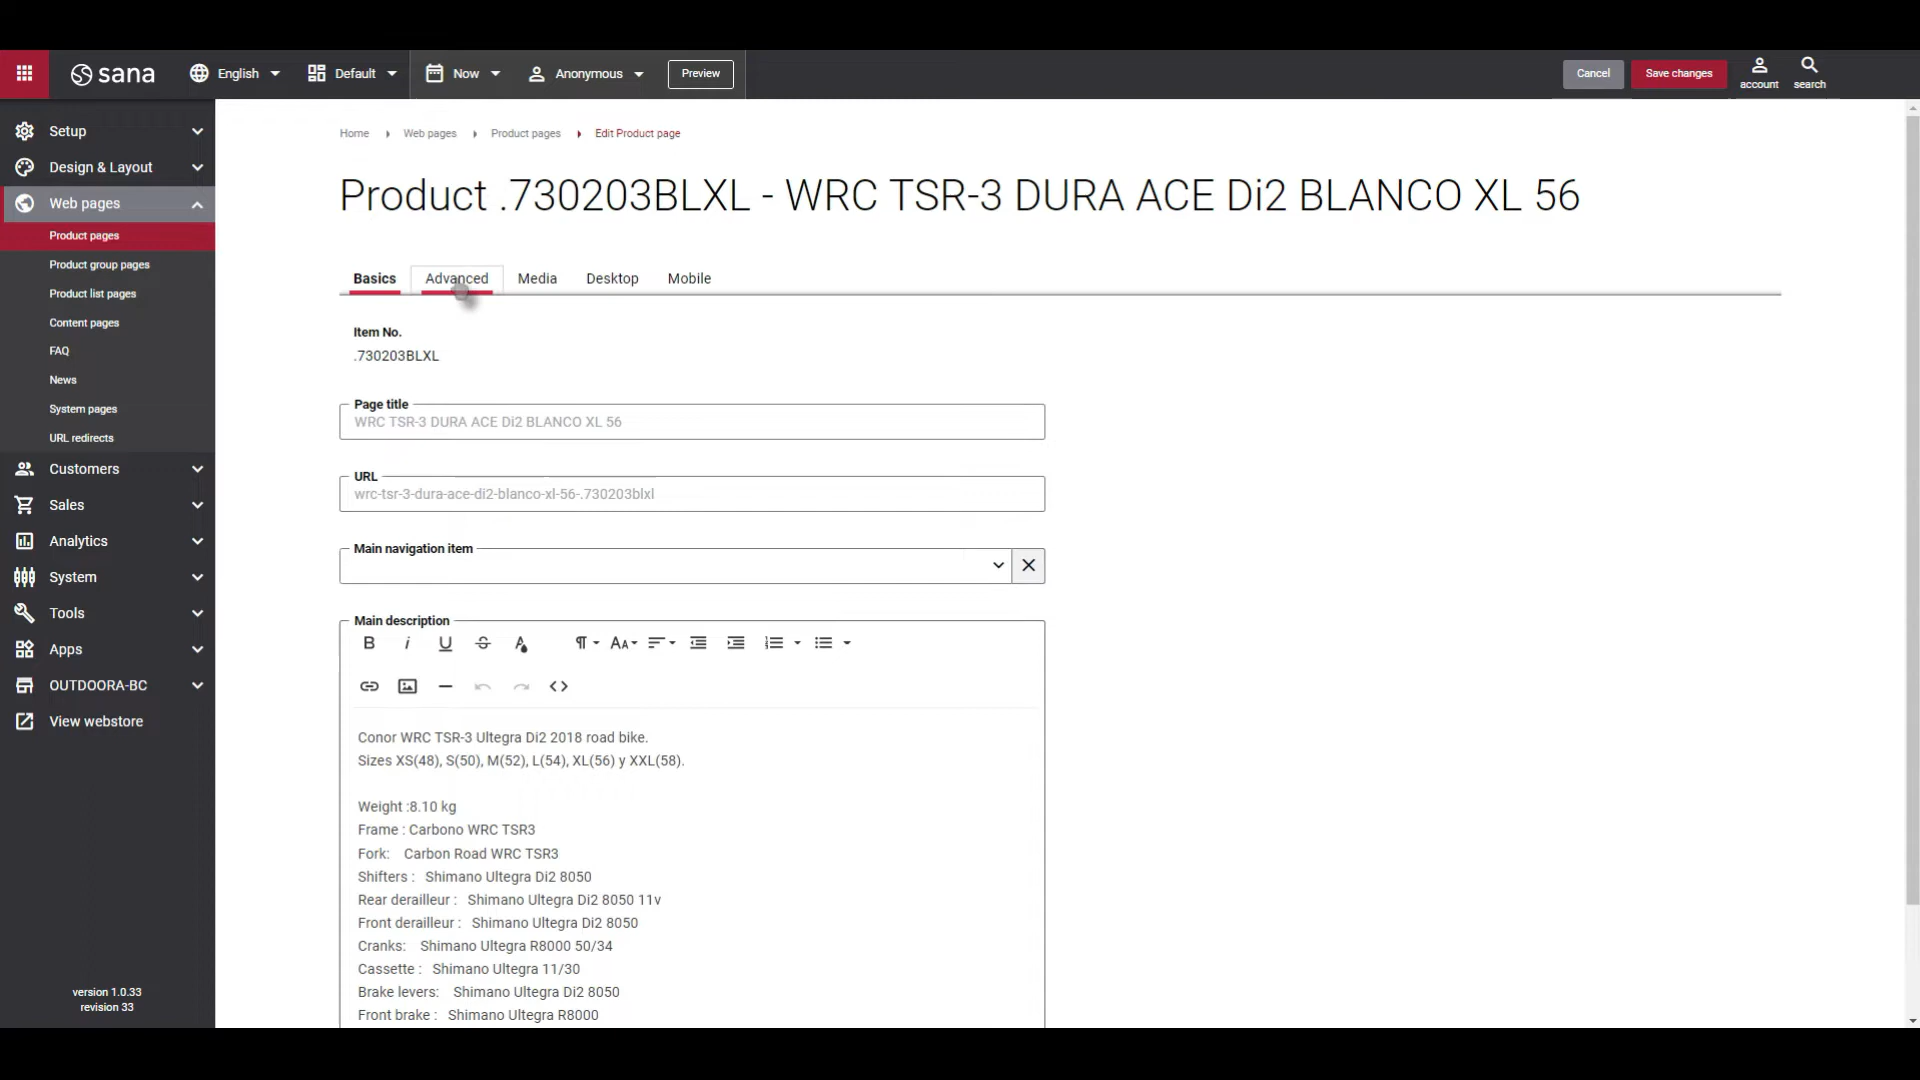 sana
English
Default
Now
Anonymous
Preview
Cancel
Save changes
account
search
Setup
Design & Layout
Web pages
Product pages
Product group pages
Product list pages
Content pages
FAQ
News
System pages
URL redirects
Customers
Sales
Analytics
System
Tools
Apps
OUTDOORA-BC
View webstore
version 1.0.33
revision 33
Home Web pages Product pages Edit Product page
Product .730203BLXL - WRC TSR-3 DURA ACE Di2 BLANCO XL 56
Basics Advanced Media Desktop Mobile
Item No.
.730203BLXL
Page title
WRC TSR-3 DURA ACE Di2 BLANCO XL 56
URL
wrc-tsr-3-dura-ace-di2-blanco-xl-56-.730203blxl
Main navigation item
Main description
Conor WRC TSR-3 Ultegra Di2 2018 road bike.
Sizes XS(48), S(50), M(52), L(54), XL(56) y XXL(58).
Weight :8.10 kg
Frame : Carbono WRC TSR3
Fork: Carbon Road WRC TSR3
Shifters : Shimano Ultegra Di2 8050
Rear derailleur : Shimano Ultegra Di2 8050 11v
Front derailleur : Shimano Ultegra Di2 8050
Cranks: Shimano Ultegra R8000 50/34
Cassette : Shimano Ultegra 11/30
Brake levers: Shimano Ultegra Di2 8050
Front brake : Shimano Ultegra R8000